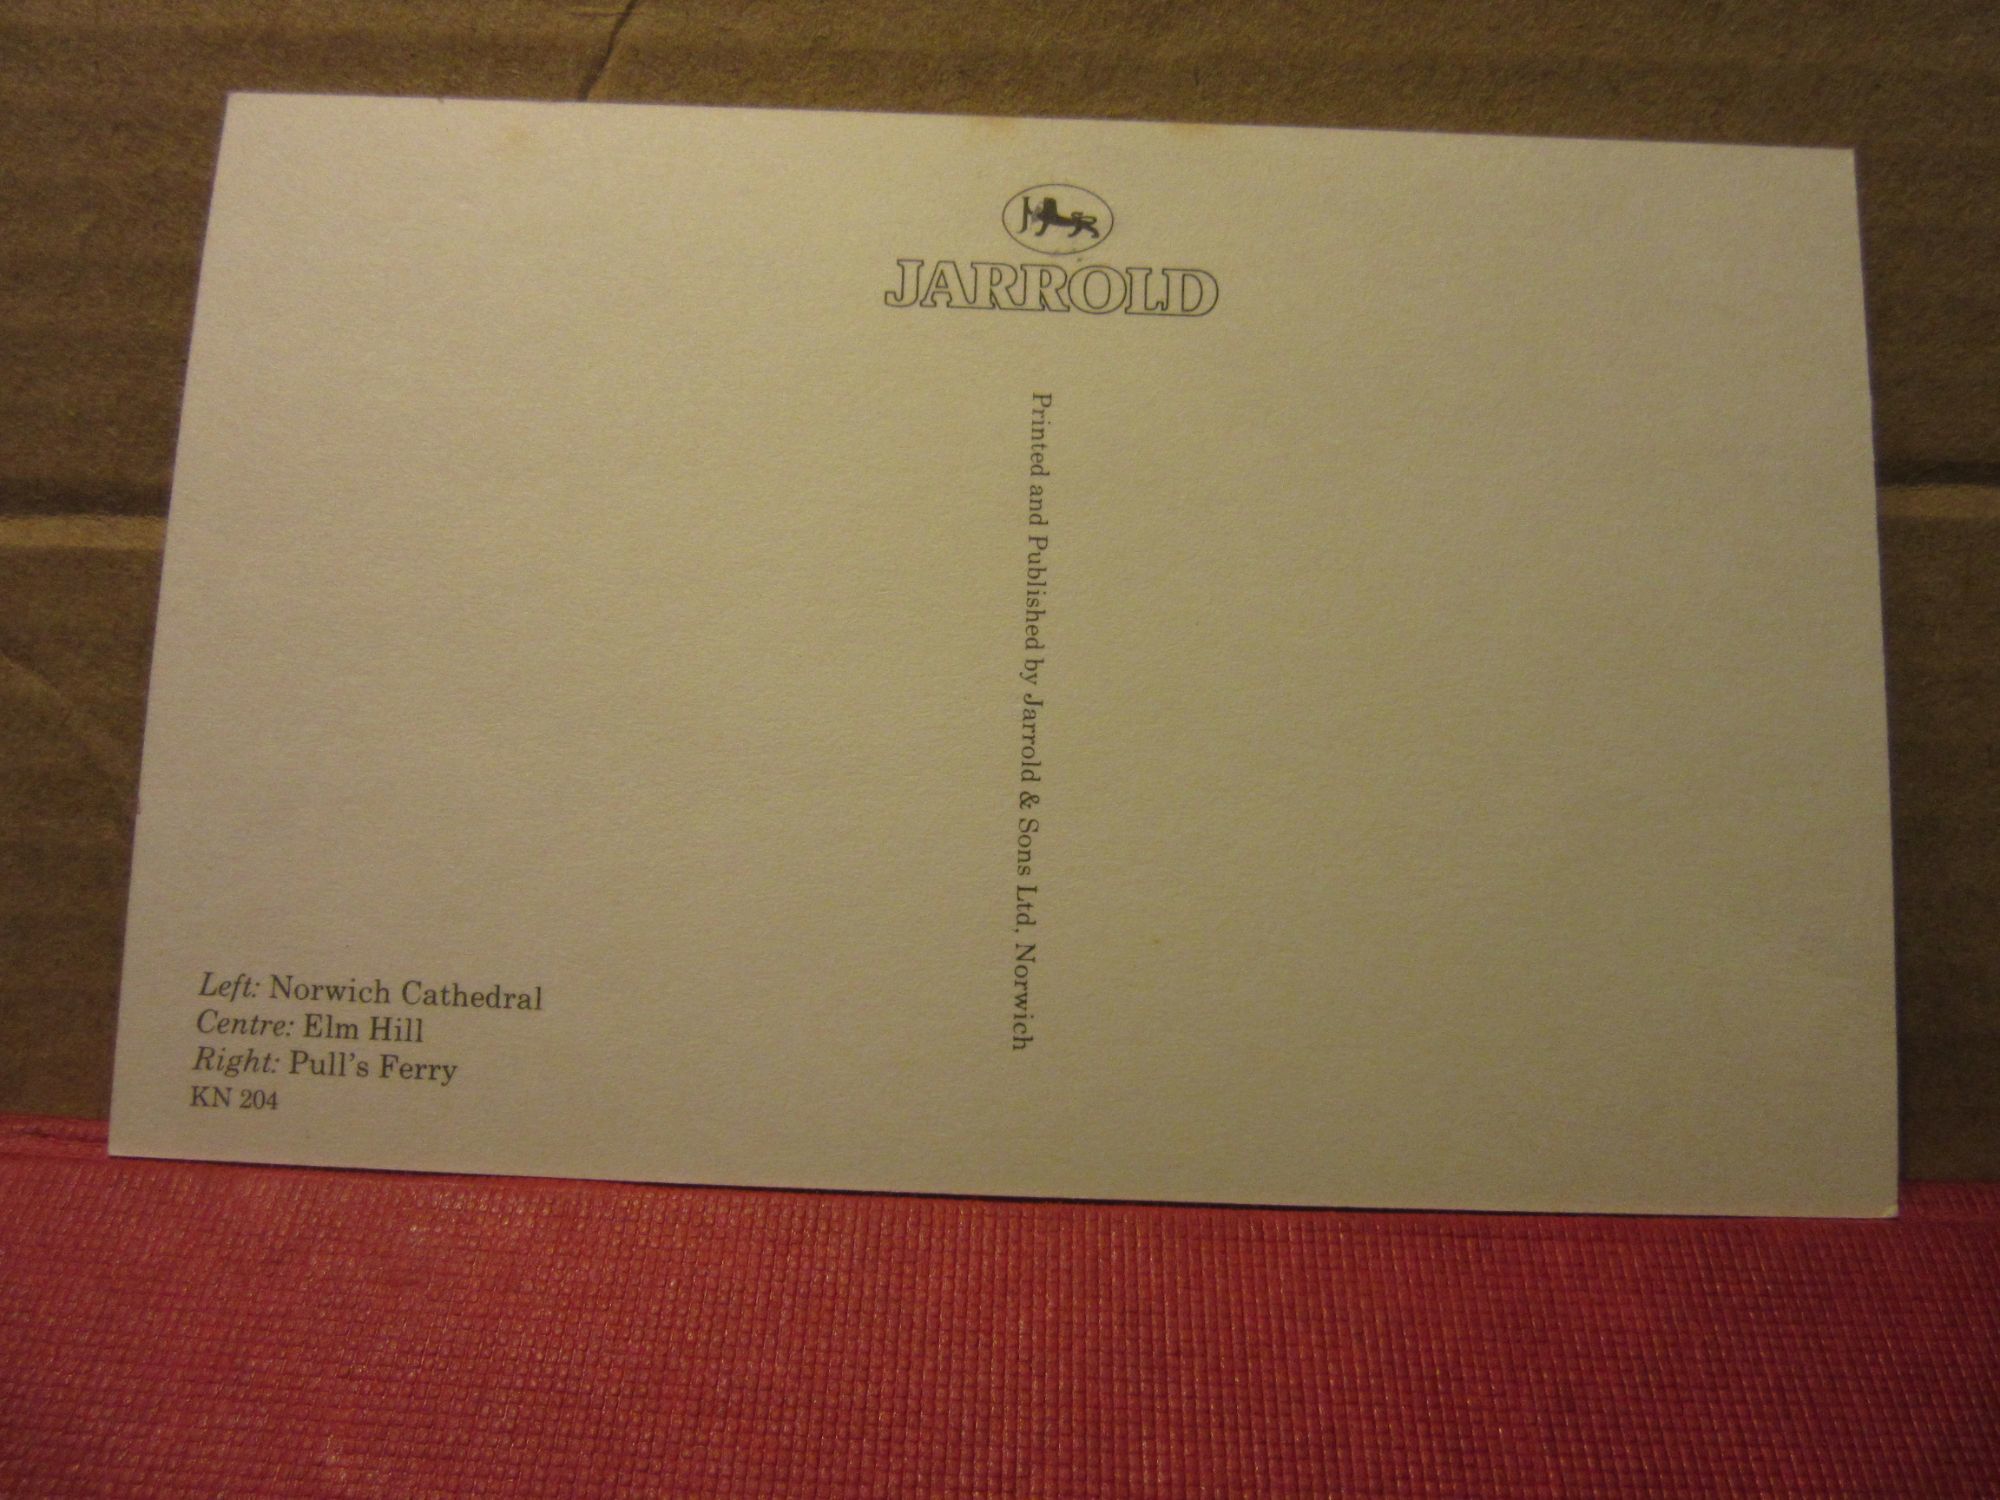 J
JARROLD
Printed and Published by Jarrold & Sons Ltd, Norwich
Left: Norwich Cathedral
Centre: Elm Hill
Right: Pull’s Ferry
KN 204